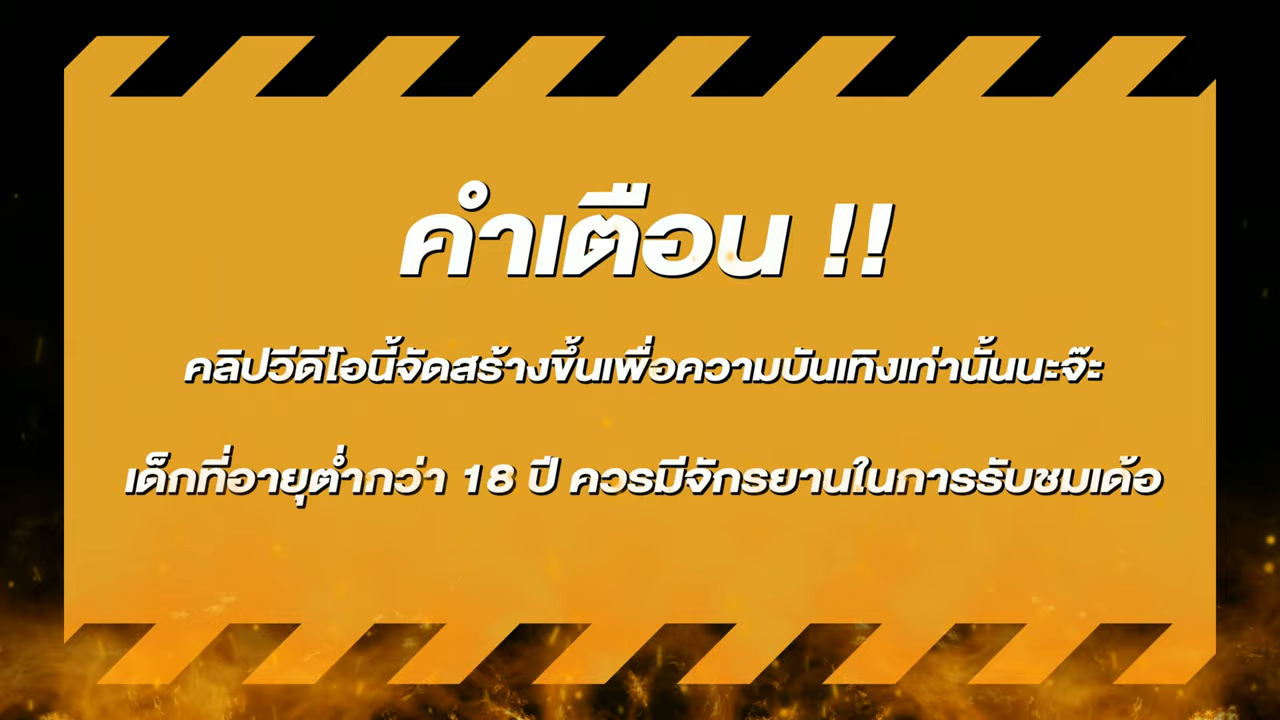 คำเตือน !!
คลิปวีดีโอนี้จัดสร้างขึ้นเพื่อความบันเทิงเท่านั้นนะจ๊ะ
เด็กที่อายุต่ำกว่า 18 ปี ควรมีจักรยานในการรับชมเด้อ